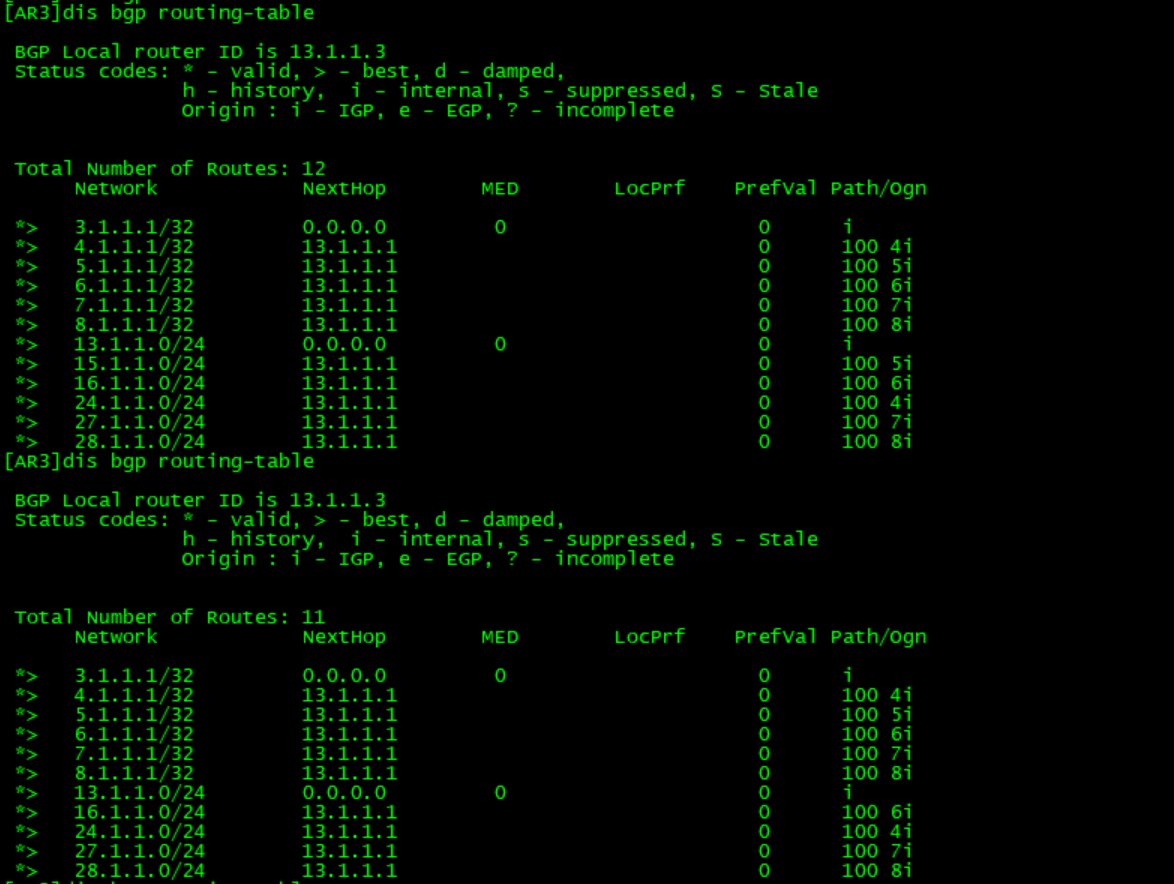 [AR3]dis bgp routing-table
BGP Local router ID is 13.1.1.3
Status codes: * - valid, > - best, d - damped,
h - history,  i - internal, s - suppressed, S - Stale
Origin : i - IGP, e - EGP, ? - incomplete
Total Number of Routes: 12
Network NextHop MED LocPrf PrefVal Path/Ogn
*> 3.1.1.1/32 0.0.0.0 0 0 i
*> 4.1.1.1/32 13.1.1.1 0 100 4i
*> 5.1.1.1/32 13.1.1.1 0 100 5i
*> 6.1.1.1/32 13.1.1.1 0 100 6i
*> 7.1.1.1/32 13.1.1.1 0 100 7i
*> 8.1.1.1/32 13.1.1.1 0 100 8i
*> 13.1.1.0/24 0.0.0.0 0 0 i
*> 15.1.1.0/24 13.1.1.1 0 100 5i
*> 16.1.1.0/24 13.1.1.1 0 100 6i
*> 24.1.1.0/24 13.1.1.1 0 100 4i
*> 27.1.1.0/24 13.1.1.1 0 100 7i
*> 28.1.1.0/24 13.1.1.1 0 100 8i
[AR3]dis bgp routing-table
BGP Local router ID is 13.1.1.3
Status codes: * - valid, > - best, d - damped,
h - history,  i - internal, s - suppressed, S - Stale
Origin : i - IGP, e - EGP, ? - incomplete
Total Number of Routes: 11
Network NextHop MED LocPrf PrefVal Path/Ogn
*> 3.1.1.1/32 0.0.0.0 0 0 i
*> 4.1.1.1/32 13.1.1.1 0 100 4i
*> 5.1.1.1/32 13.1.1.1 0 100 5i
*> 6.1.1.1/32 13.1.1.1 0 100 6i
*> 7.1.1.1/32 13.1.1.1 0 100 7i
*> 8.1.1.1/32 13.1.1.1 0 100 8i
*> 13.1.1.0/24 0.0.0.0 0 0 i
*> 16.1.1.0/24 13.1.1.1 0 100 6i
*> 24.1.1.0/24 13.1.1.1 0 100 4i
*> 27.1.1.0/24 13.1.1.1 0 100 7i
*> 28.1.1.0/24 13.1.1.1 0 100 8i